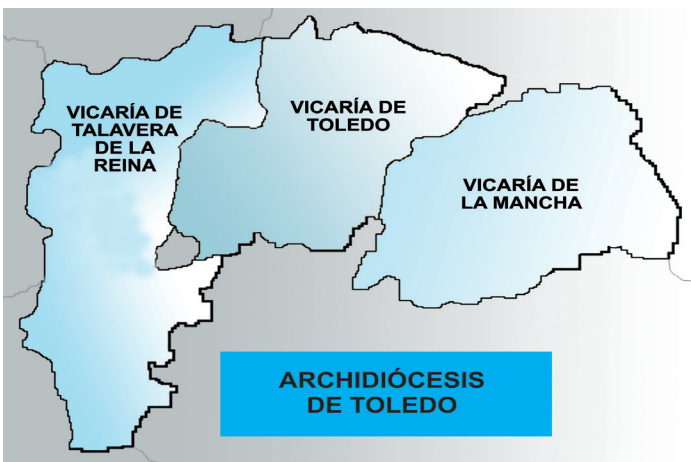 VICARÍA DE
TALAVERA
DE LA
REINA
VICARÍA DE
TOLEDO
VICARÍA DE
LA MANCHA
ARCHIDIÓCESIS
DE TOLEDO